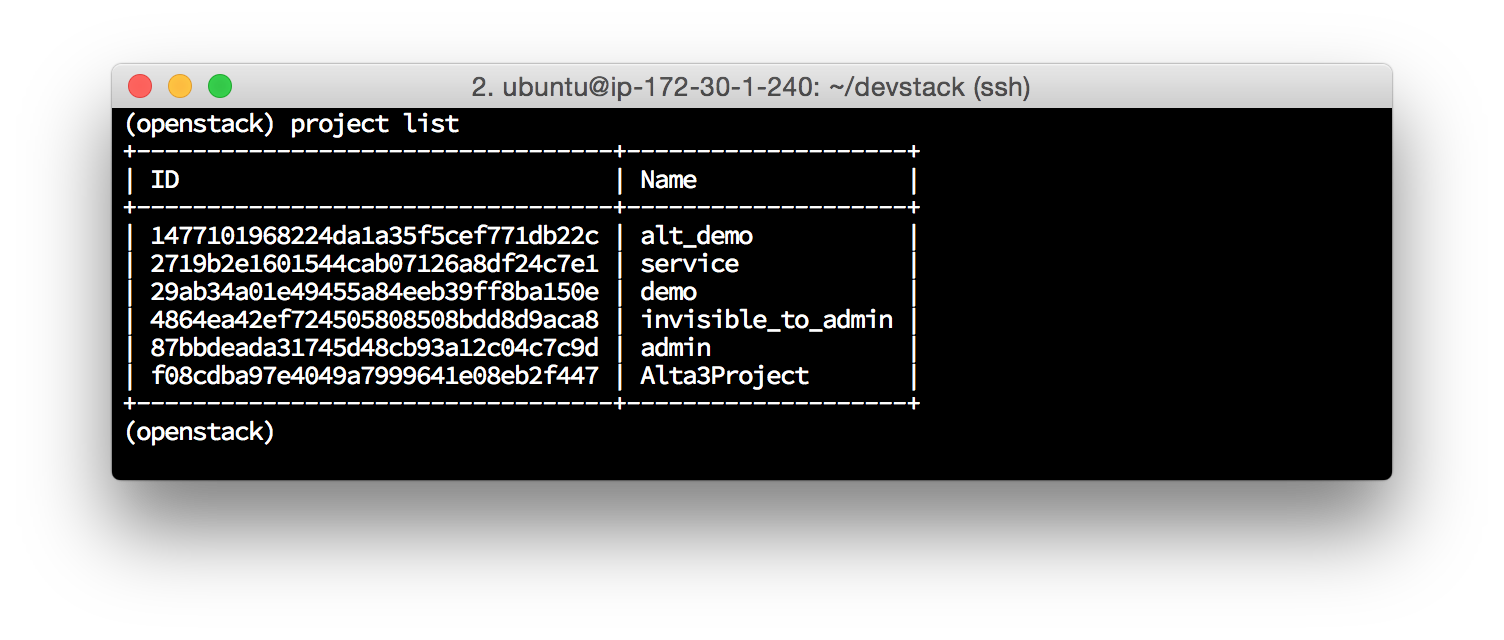 2. ubuntu@ip-172-30-1-240: ~/devstack (ssh)
(openstack) project list
+----------------------------------+--------------------+
| ID                               | Name               |
+----------------------------------+--------------------+
| 1477101968224da1a35f5cef771db22c | alt_demo           |
| 2719b2e1601544cab07126a8df24c7e1 | service            |
| 29ab34a01e49455a84eeb39ff8ba150e | demo               |
| 4864ea42ef724505808508bdd8d9aca8 | invisible_to_admin |
| 87bbdeada31745d48cb93a12c04c7c9d | admin              |
| f08cdba97e4049a7999641e08eb2f447 | Alta3Project       |
+----------------------------------+--------------------+
(openstack)